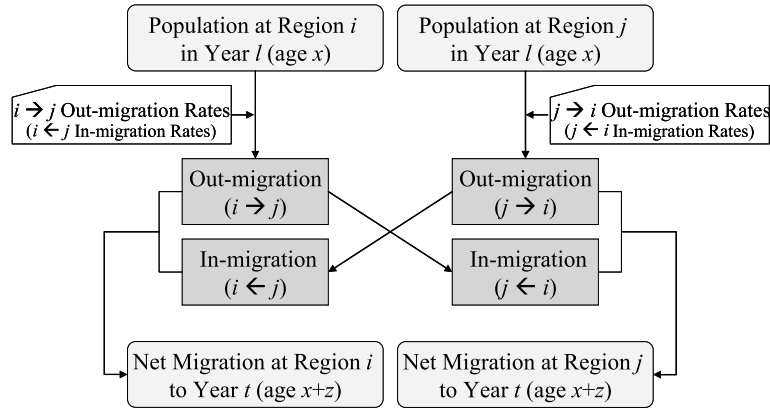 Population at Region i
in Year l (age x)
Population at Region j
in Year l (age x)
i → j Out-migration Rates
(i ← j In-migration Rates)
j → i Out-migration Rates
(j ← i In-migration Rates)
Out-migration
(i → j)
Out-migration
(j → i)
In-migration
(i ← j)
In-migration
(j ← i)
Net Migration at Region i
to Year t (age x+z)
Net Migration at Region j
to Year t (age x+z)